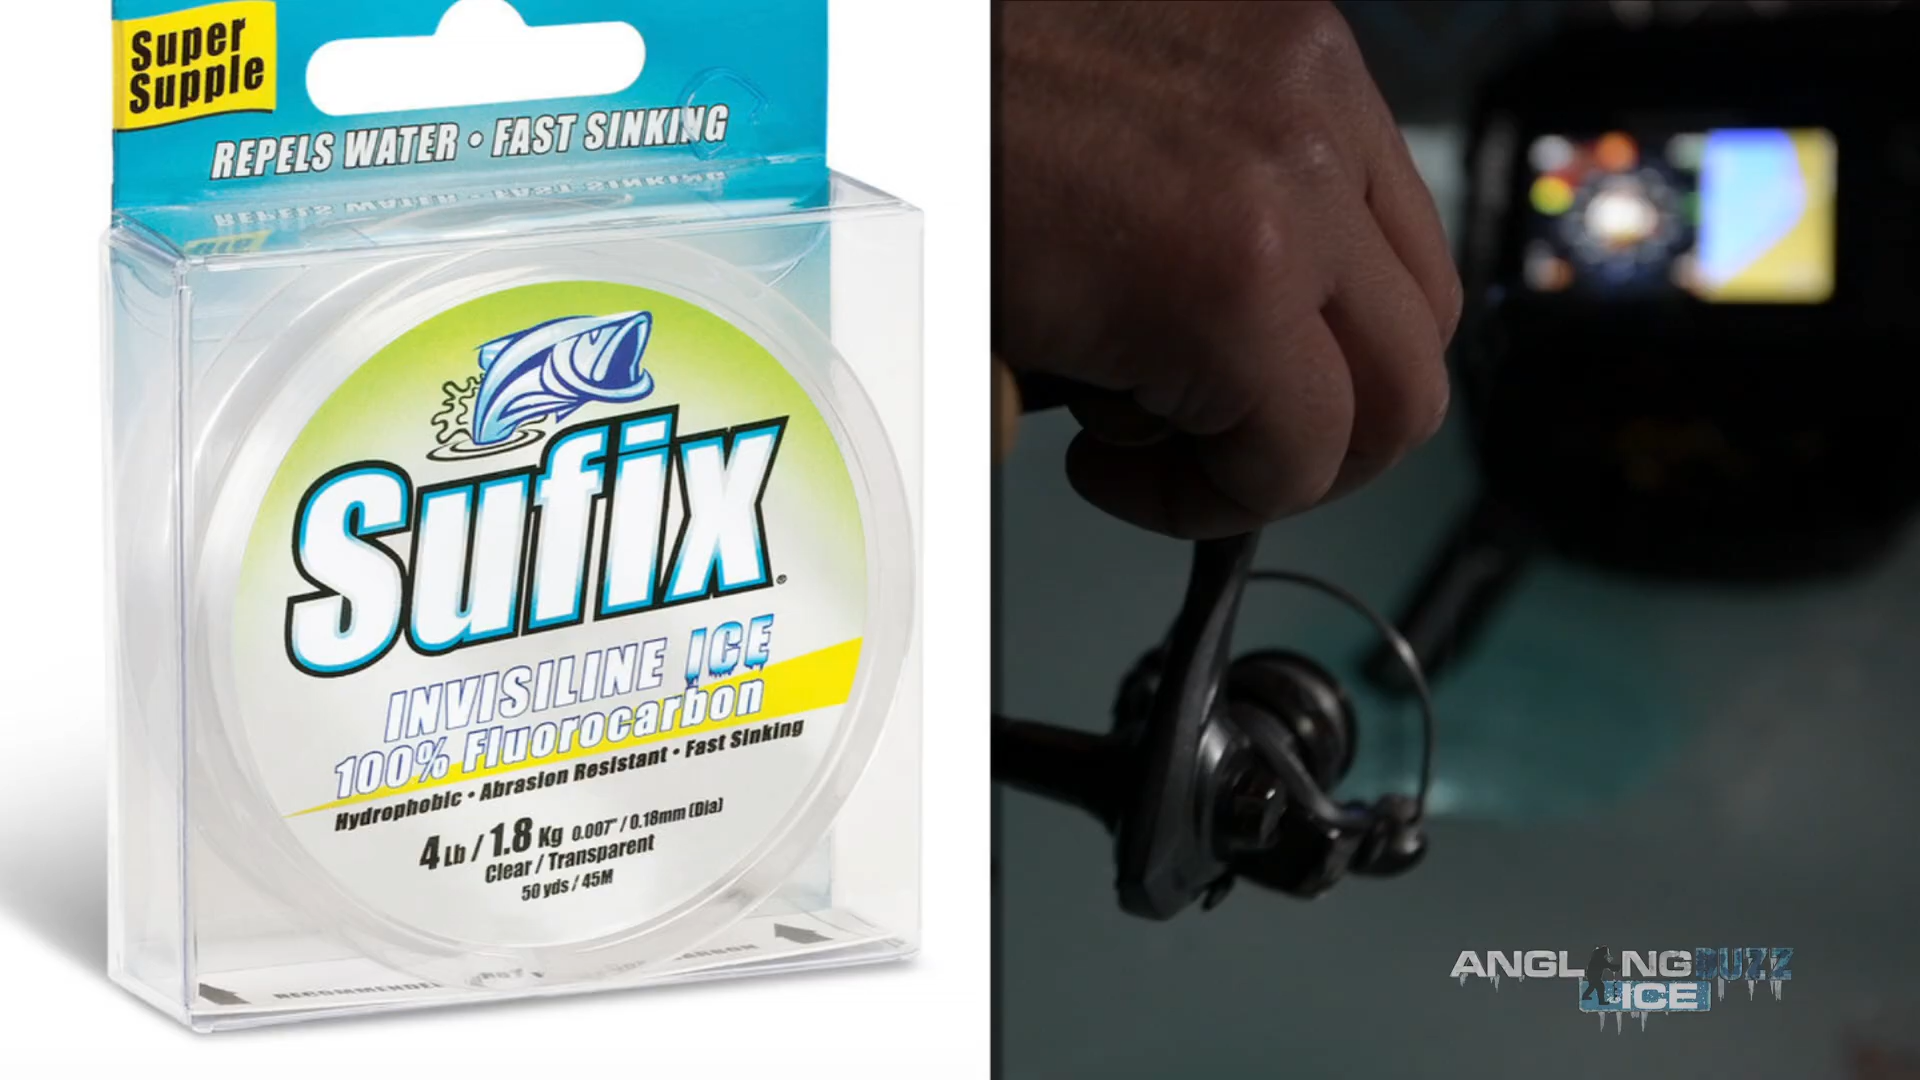 Super
Supple
REPELS WATER • FAST SINKING
Sufix®
INVISILINE ICE
100% Fluorocarbon
Hydrophobic • Abrasion Resistant • Fast Sinking
4 Lb / 1.8 Kg 0.007" / 0.18mm (Dia)
Clear / Transparent
50 yds / 45M
RECOMMENDED
ANGLING BUZZ
ICE